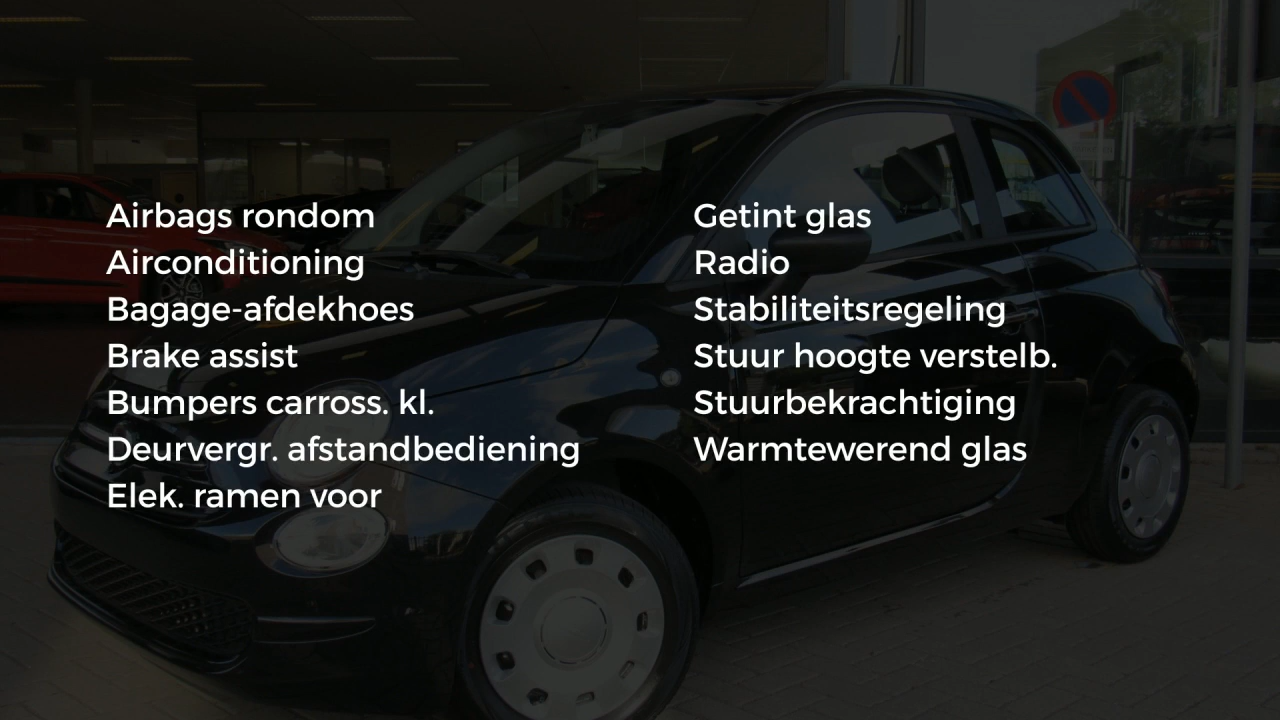 Airbags rondom
Airconditioning
Bagage-afdekhoes
Brake assist
Bumpers carross. kl.
Deurvergr. afstandbediening
Elek. ramen voor
Getint glas
Radio
Stabiliteitsregeling
Stuur hoogte verstelb.
Stuurbekrachtiging
Warmtewerend glas